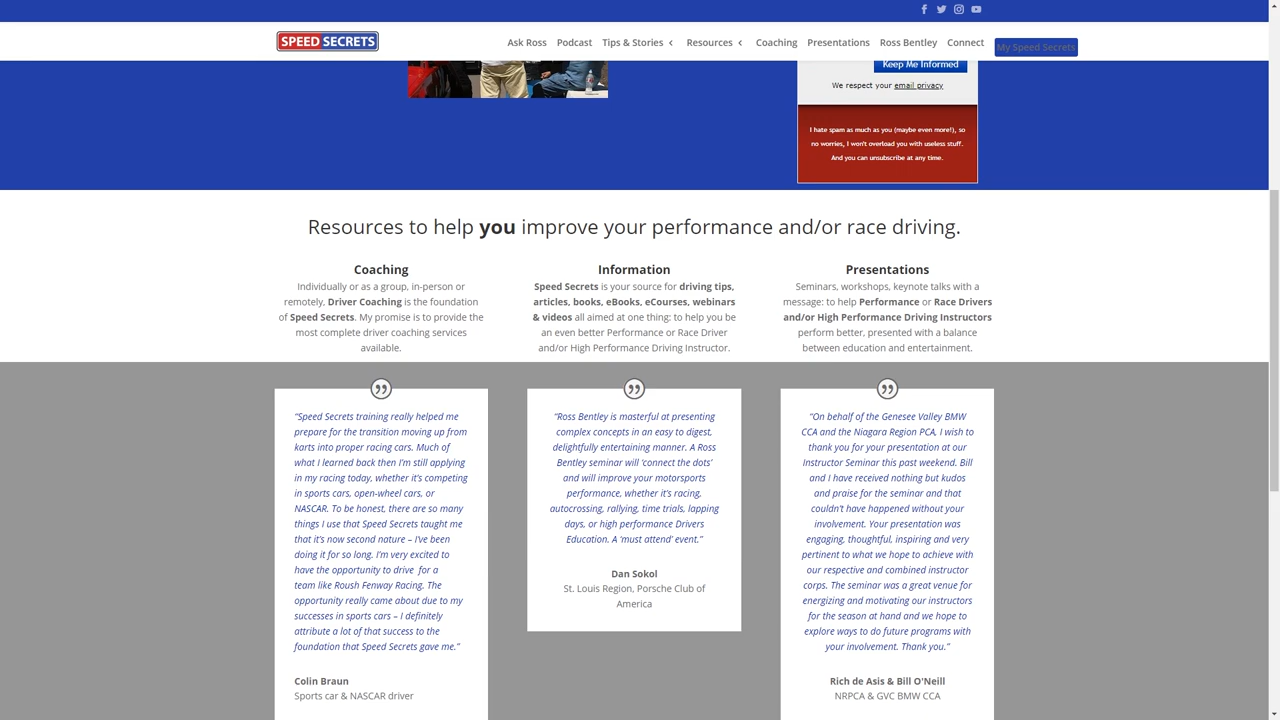 SPEED SECRETS
Ask Ross
Podcast
Tips & Stories
Resources
Coaching
Presentations
Ross Bentley
Connect
My Speed Secrets
Keep Me Informed
We respect your email privacy
I hate spam as much as you (maybe even more!), so
no worries, I won't overload you with useless stuff.
And you can unsubscribe at any time.
Resources to help you improve your performance and/or race driving.
Coaching
Individually or as a group, in-person or
remotely, Driver Coaching is the foundation
of Speed Secrets. My promise is to provide the
most complete driver coaching services
available.
Information
Speed Secrets is your source for driving tips,
articles, books, eBooks, eCourses, webinars
& videos all aimed at one thing: to help you be
an even better Performance or Race Driver
and/or High Performance Driving Instructor.
Presentations
Seminars, workshops, keynote talks with a
message: to help Performance or Race Drivers
and/or High Performance Driving Instructors
perform better, presented with a balance
between education and entertainment.
“Speed Secrets training really helped me
prepare for the transition moving up from
karts into proper racing cars. Much of
what I learned back then I’m still applying
in my racing today, whether it’s competing
in sports cars, open-wheel cars, or
NASCAR. To be honest, there are so many
things I use that Speed Secrets taught me
that it’s now second nature – I’ve been
doing it for so long. I’m very excited to
have the opportunity to drive for a
team like Roush Fenway Racing. The
opportunity really came about due to my
successes in sports cars – I definitely
attribute a lot of that success to the
foundation that Speed Secrets gave me.”
Colin Braun
Sports car & NASCAR driver
“Ross Bentley is masterful at presenting
complex concepts in an easy to digest,
delightfully entertaining manner. A Ross
Bentley seminar will ‘connect the dots’
and will improve your motorsports
performance, whether it’s racing,
autocrossing, rallying, time trials, lapping
days, or high performance Drivers
Education. A ‘must attend’ event.”
Dan Sokol
St. Louis Region, Porsche Club of
America
“On behalf of the Genesee Valley BMW
CCA and the Niagara Region PCA, I wish to
thank you for your presentation at our
Instructor Seminar this past weekend. Bill
and I have received nothing but kudos
and praise for the seminar and that
couldn’t have happened without your
involvement. Your presentation was
engaging, thoughtful, inspiring and very
pertinent to what we hope to achieve with
our respective and combined instructor
corps. The seminar was a great venue for
energizing and motivating our instructors
for the season at hand and we hope to
explore ways to do future programs with
your involvement. Thank you.”
Rich de Asis & Bill O'Neill
NRPCA & GVC BMW CCA